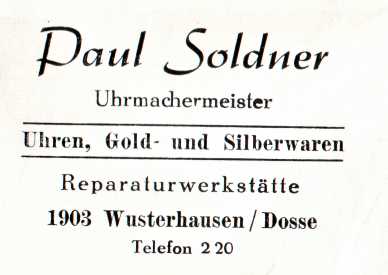 Paul Soldner
Uhrmachermeister
Uhren, Gold- und Silberwaren
Reparaturwerkstätte
1903 Wusterhausen / Dosse
Telefon 2 20